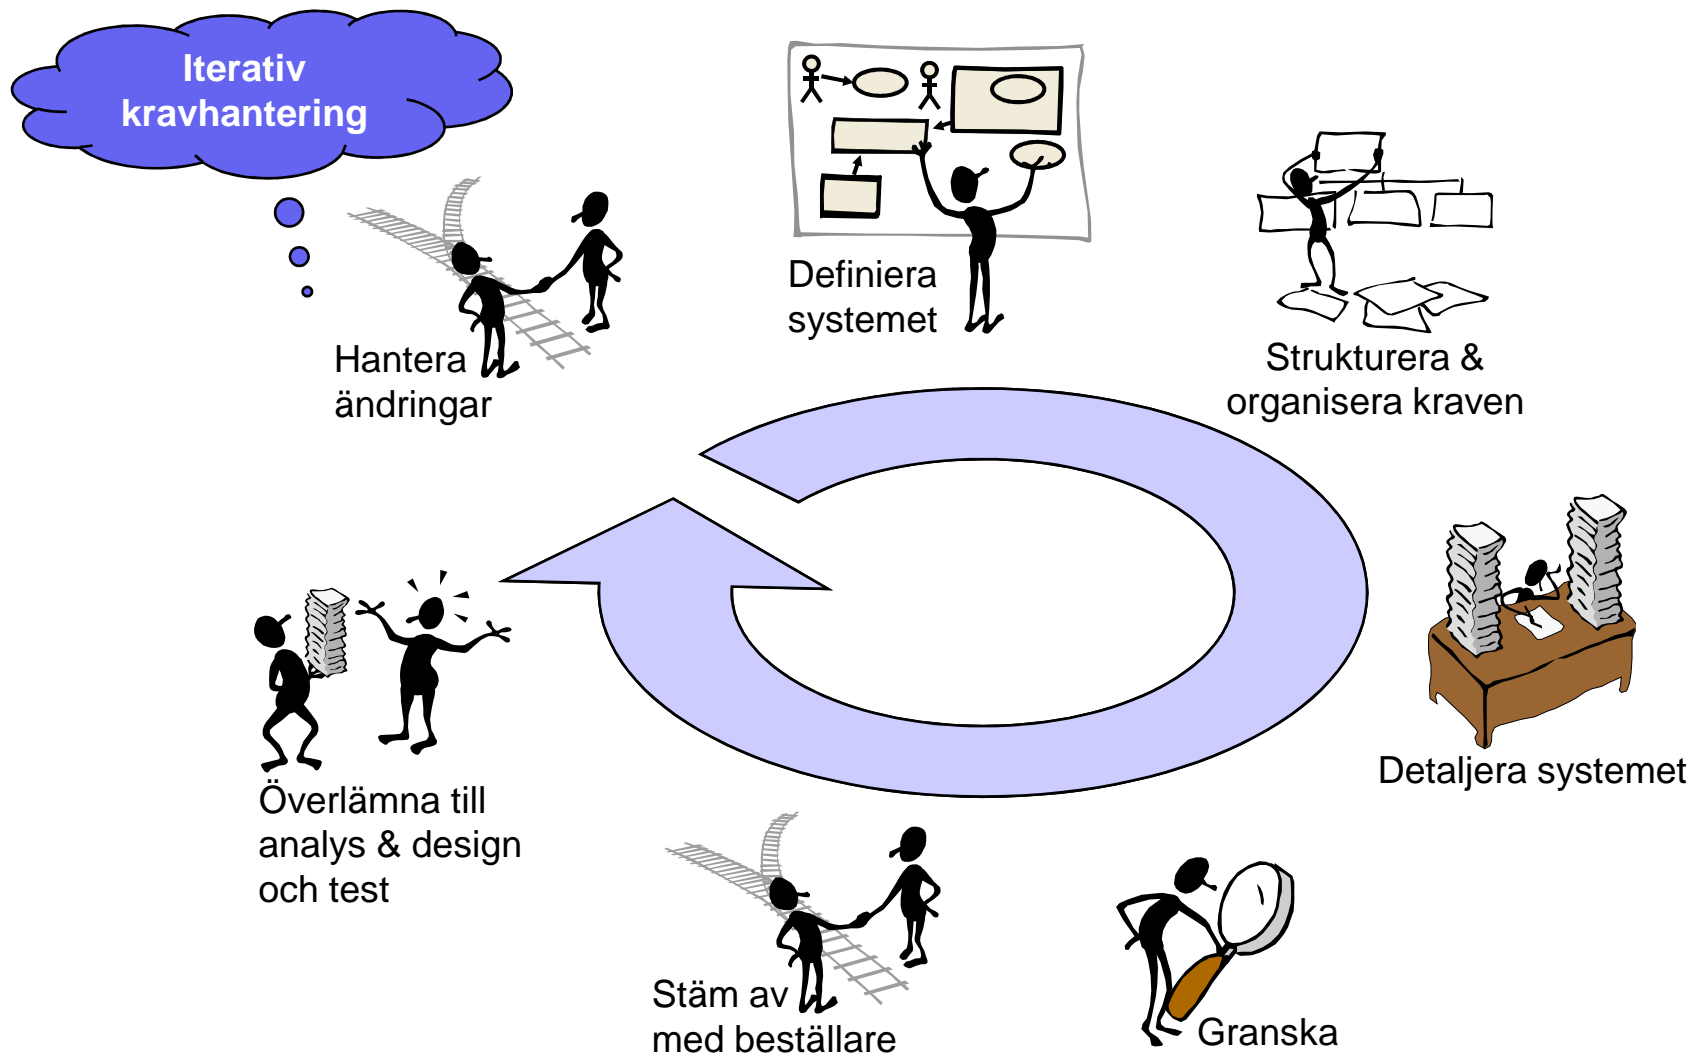 Iterativ
kravhantering
Definiera
systemet
Strukturera &
organisera kraven
Hantera
ändringar
Detaljera systemet
Överlämna till
analys & design
och test
Stäm av
med beställare
Granska